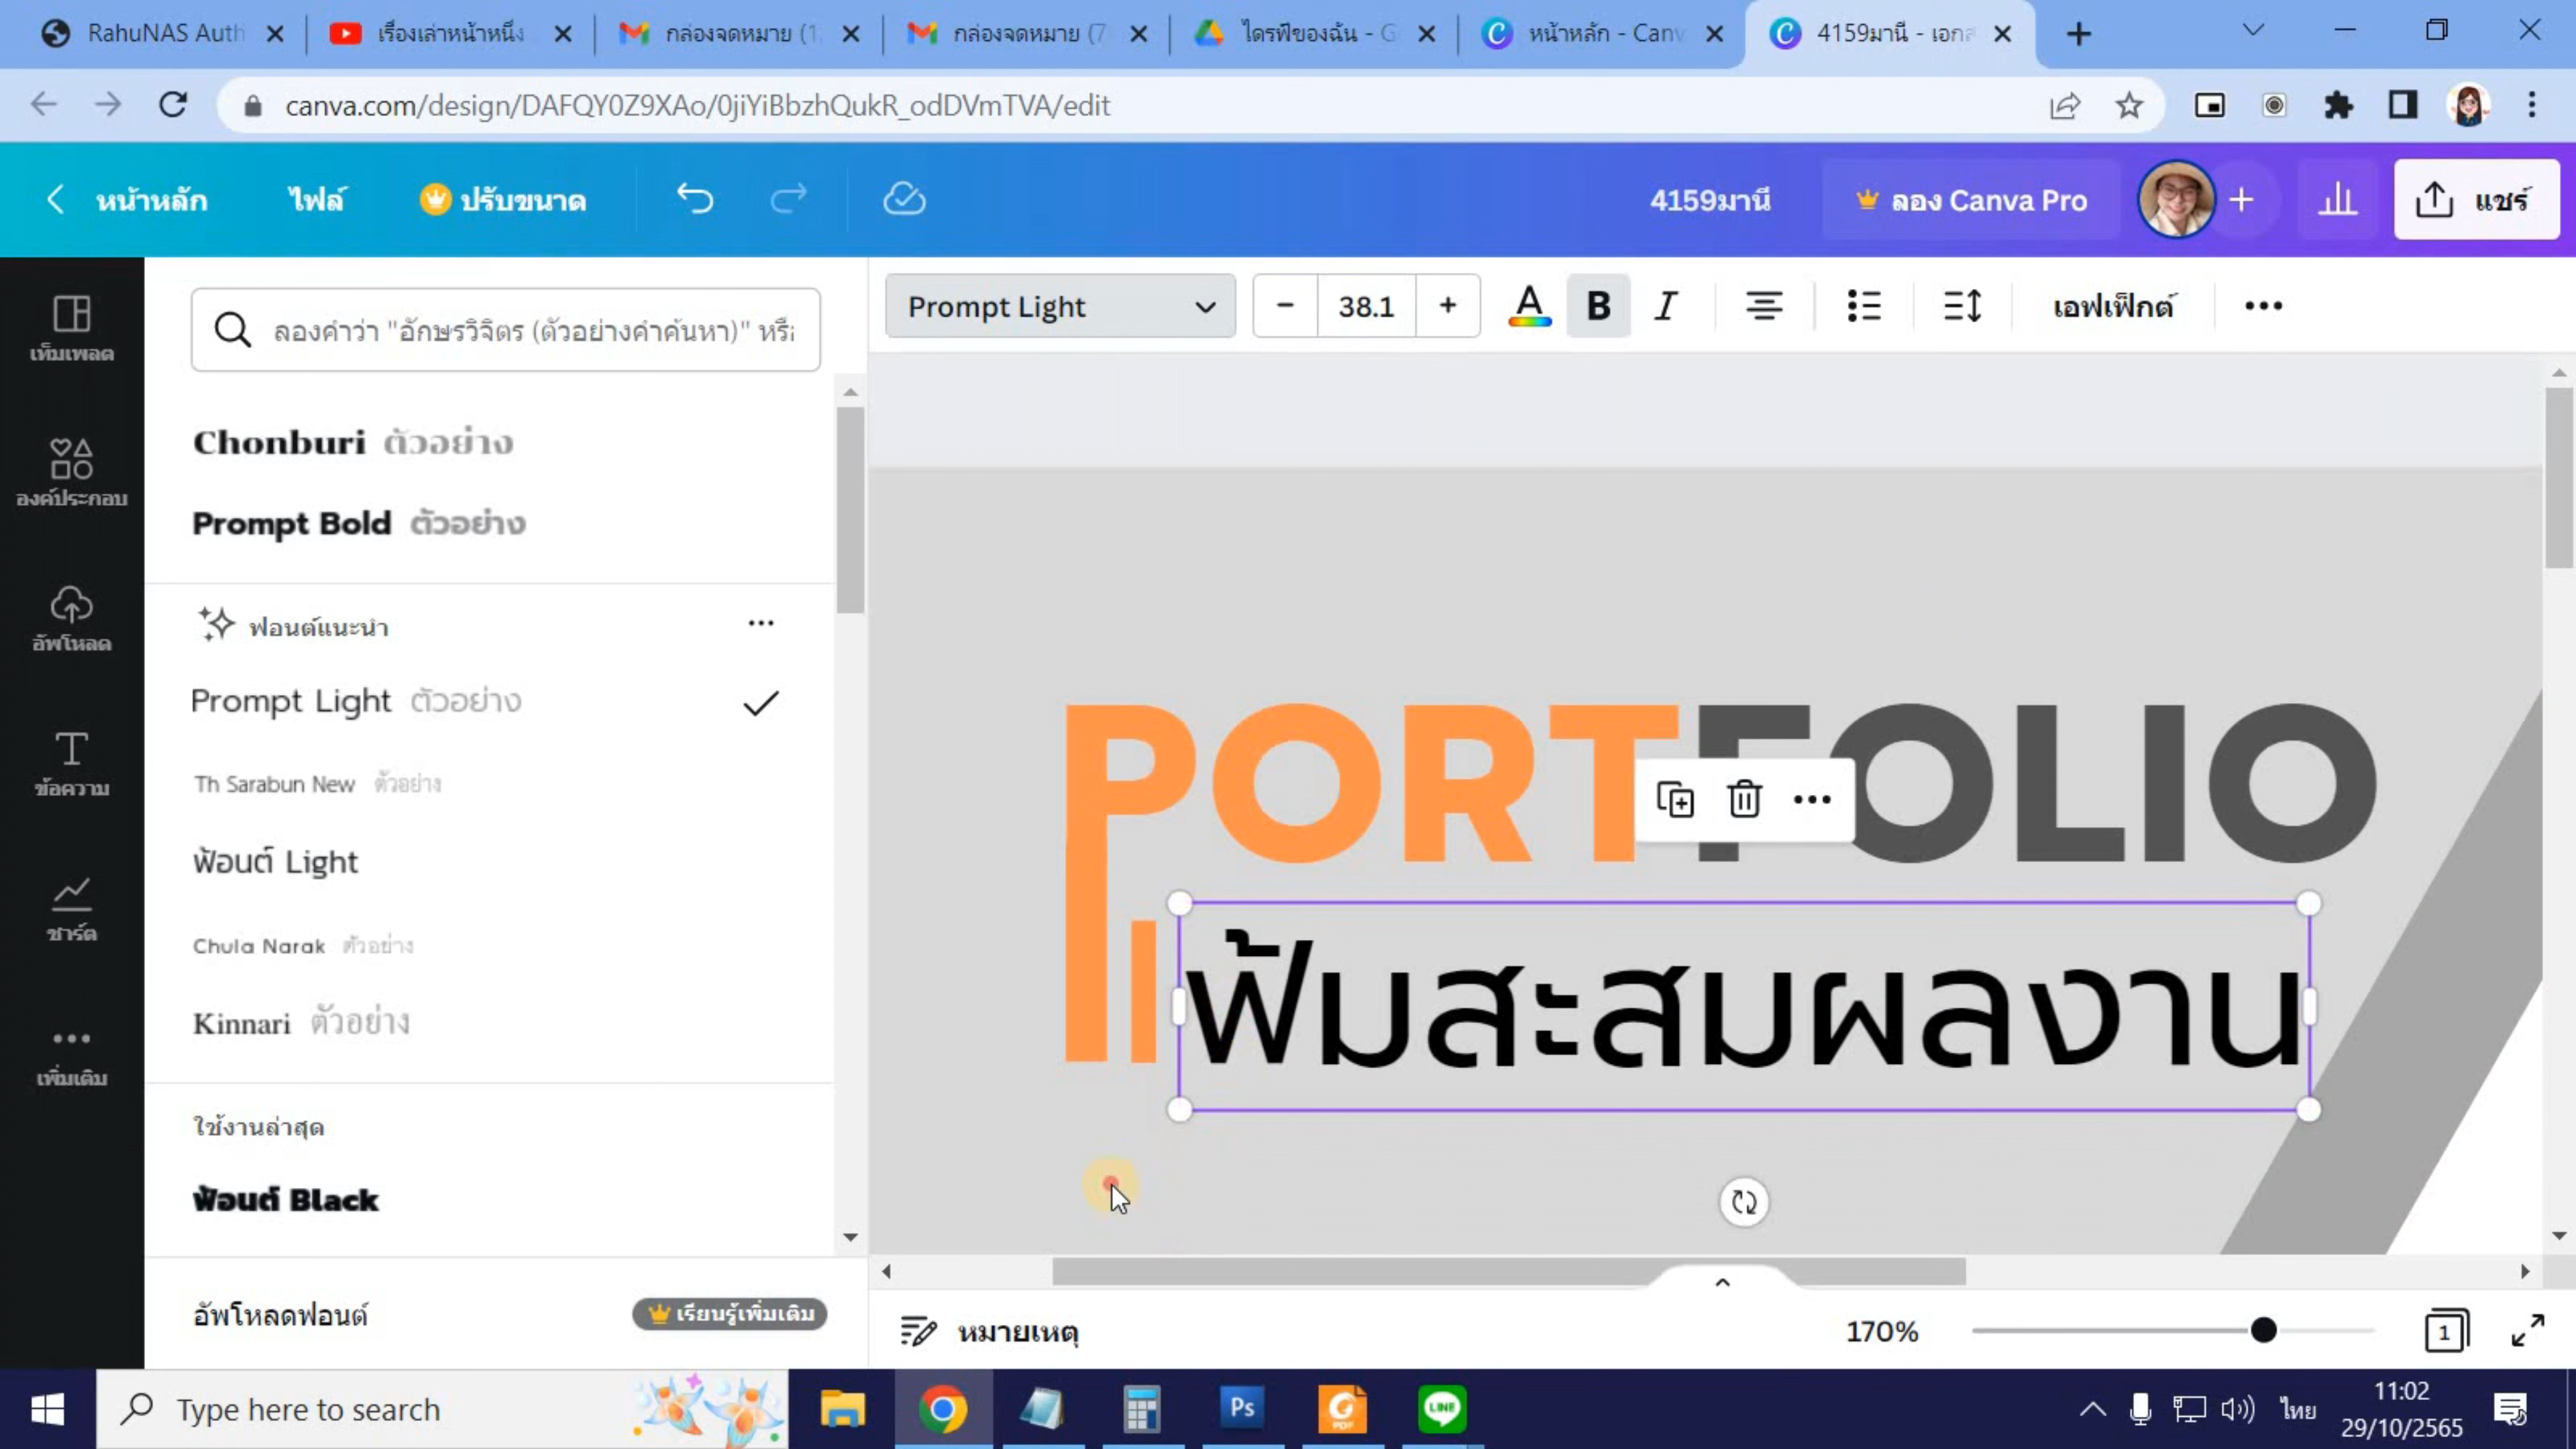 RahuNAS Auth
เรื่องเล่าหน้าหนึ่ง
กล่องจดหมาย (1
กล่องจดหมาย (7
ไดรฟ์ของฉัน - G
หน้าหลัก - Canv
4159มานี - เอกส
canva.com/design/DAFQY0Z9XAo/0jiYiBbzhQukR_odDVmTVA/edit
หน้าหลัก ไฟล์ ปรับขนาด 4159มานี ลอง Canva Pro แชร์
Prompt Light 38.1 A B I เอฟเฟ็กต์
ลองคำว่า "อักษรวิจิตร (ตัวอย่างคำค้นหา)" หรื
เท็มเพลต
องค์ประกอบ
อัพโหลด
ข้อความ
ชาร์ต
เพิ่มเติม
Chonburi ตัวอย่าง
Prompt Bold ตัวอย่าง
ฟอนต์แนะนำ
Prompt Light ตัวอย่าง
Th Sarabun New ตัวอย่าง
ฟ้อนต์ Light
Chula Narak ตัวอย่าง
Kinnari ตัวอย่าง
ใช้งานล่าสุด
ฟ้อนต์ Black
อัพโหลดฟอนต์ เรียนรู้เพิ่มเติม
PORTFOLIO
แฟ้มสะสมผลงาน
หมายเหตุ 170% 1
Type here to search
Ps
PDF
LINE
ไทย
11:02
29/10/2565